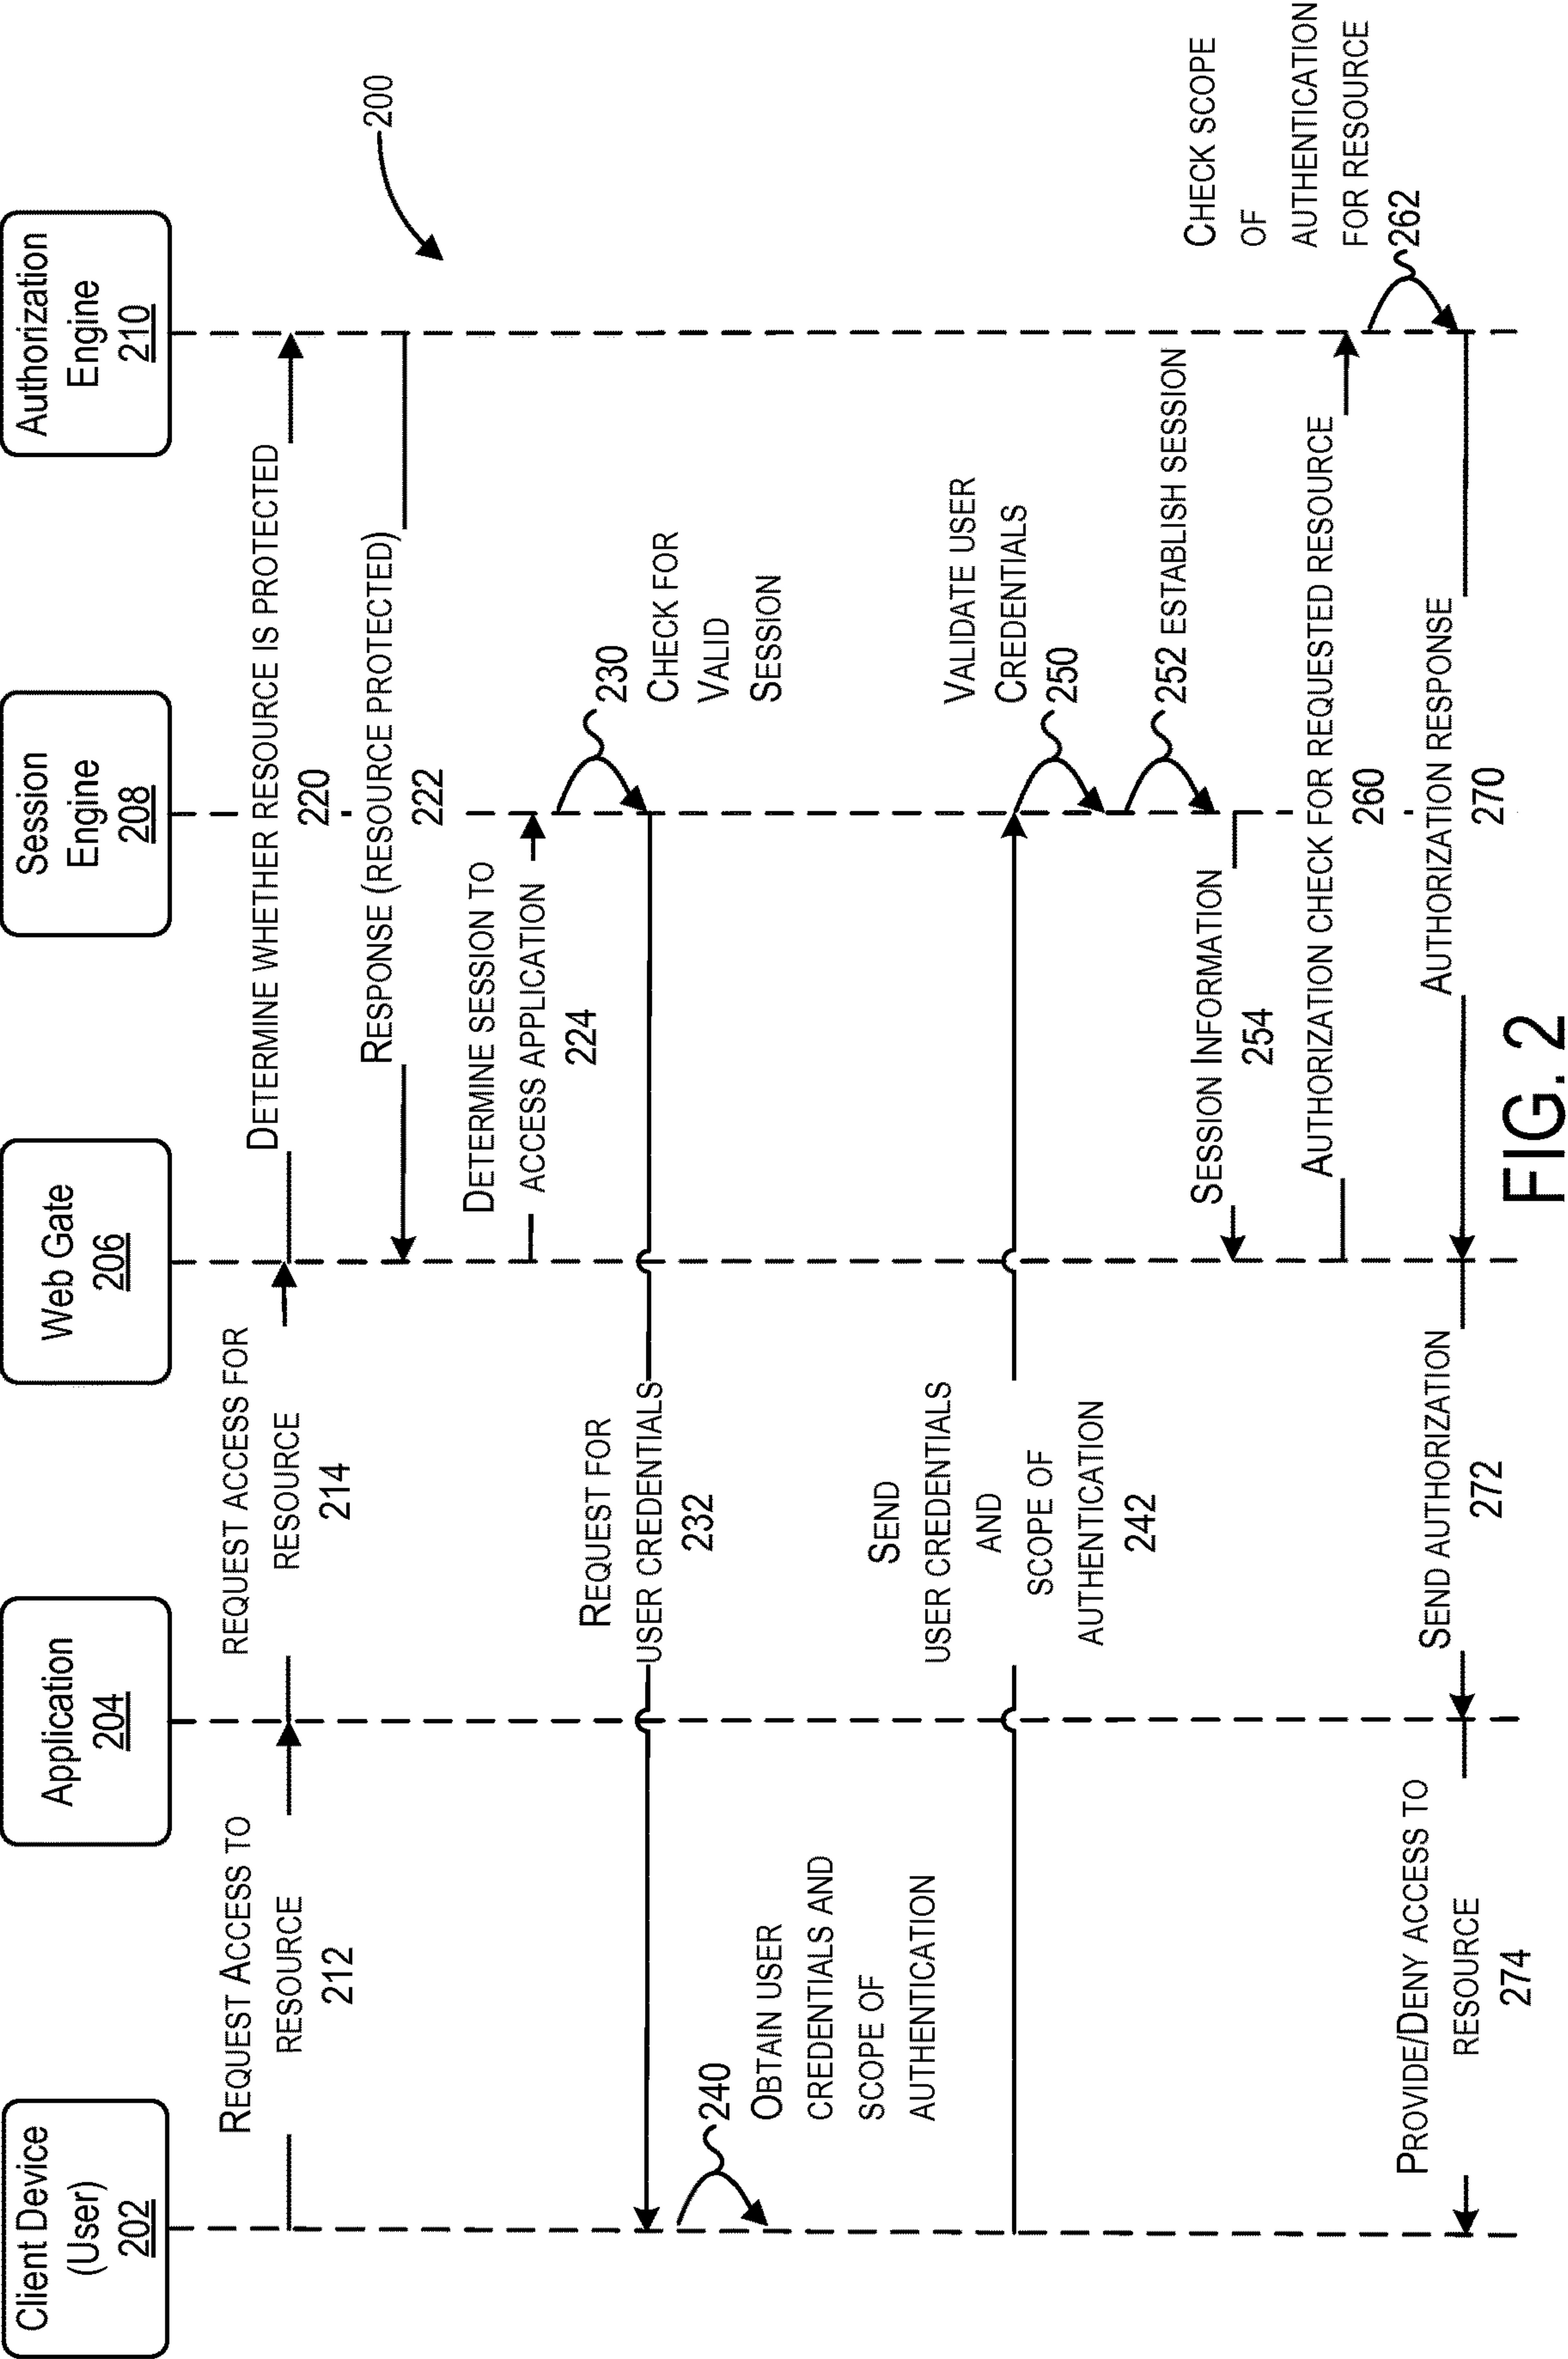 Client Device
(User)
202
Application
204
Web Gate
206
Session
Engine
208
Authorization
Engine
210
200
REQUEST ACCESS TO
RESOURCE
212
REQUEST ACCESS FOR
RESOURCE
214
DETERMINE WHETHER RESOURCE IS PROTECTED
220
RESPONSE (RESOURCE PROTECTED)
222
DETERMINE SESSION TO
ACCESS APPLICATION
224
230
CHECK FOR
VALID
SESSION
REQUEST FOR
USER CREDENTIALS
232
240
OBTAIN USER
CREDENTIALS AND
SCOPE OF
AUTHENTICATION
SEND
USER CREDENTIALS
AND
SCOPE OF
AUTHENTICATION
242
VALIDATE USER
CREDENTIALS
250
252 ESTABLISH SESSION
SESSION INFORMATION
254
AUTHORIZATION CHECK FOR REQUESTED RESOURCE
260
CHECK SCOPE
OF
AUTHENTICATION
FOR RESOURCE
262
AUTHORIZATION RESPONSE
270
SEND AUTHORIZATION
272
PROVIDE/DENY ACCESS TO
RESOURCE
274
FIG. 2